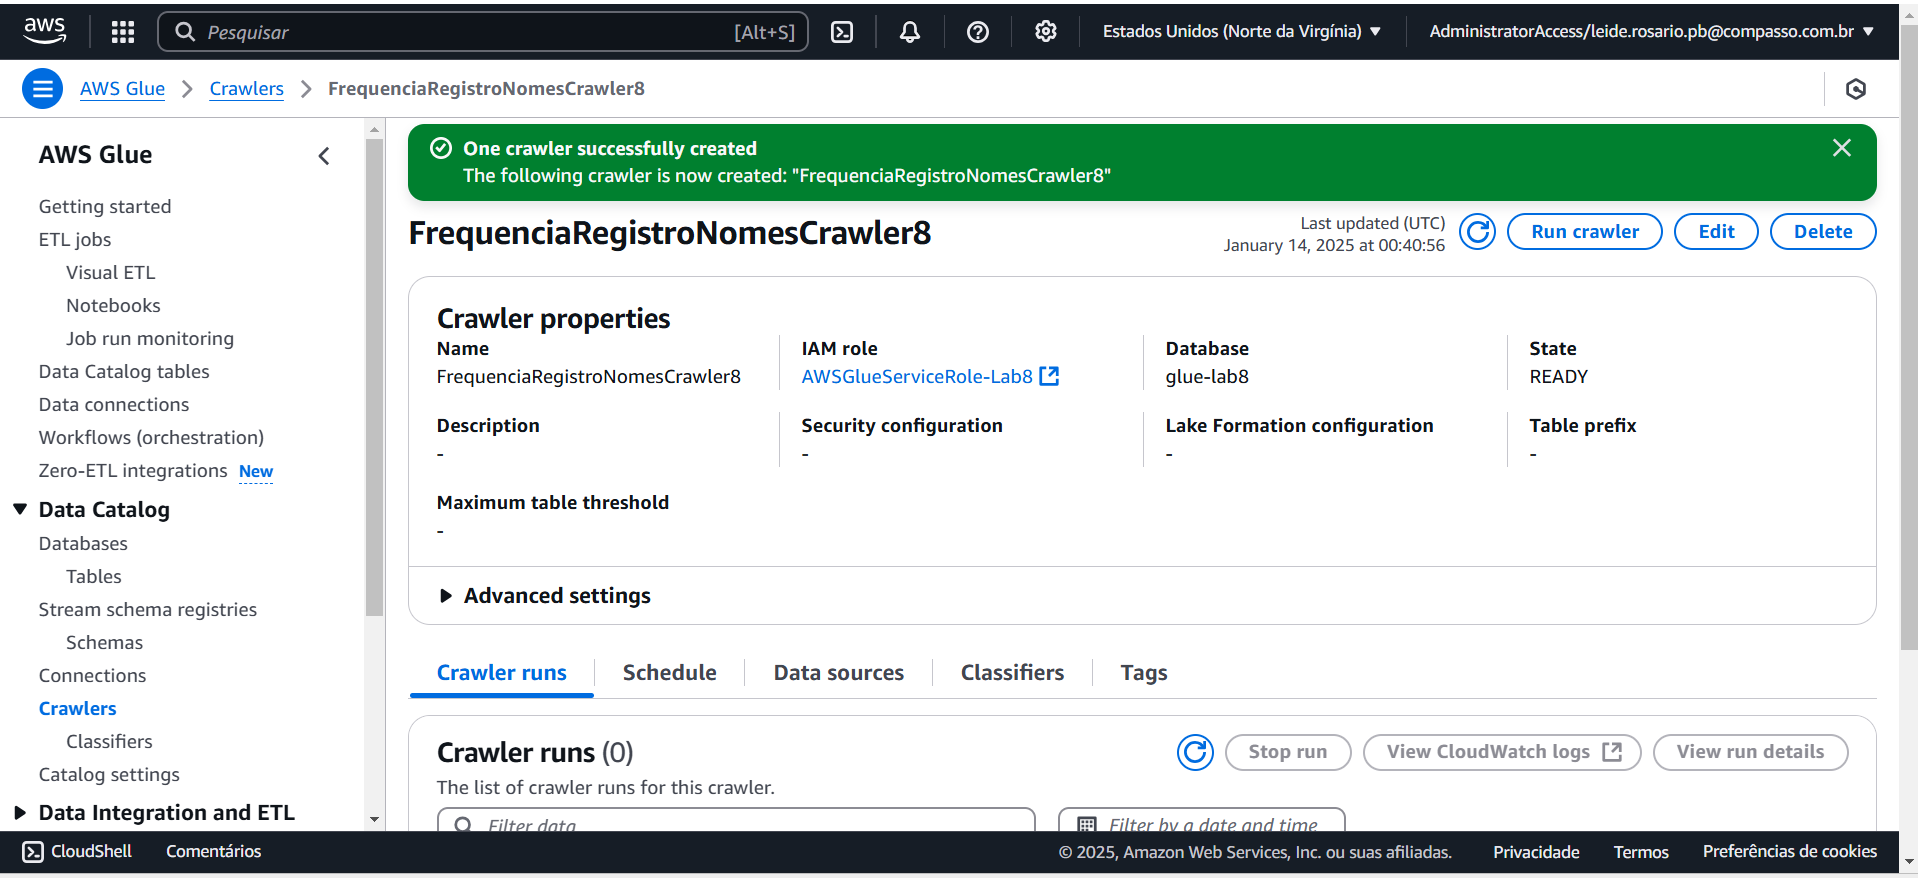 aws
Pesquisar [Alt+S]
Estados Unidos (Norte da Virgínia)
AdministratorAccess/leide.rosario.pb@compasso.com.br
AWS Glue
Crawlers
FrequenciaRegistroNomesCrawler8
AWS Glue
Getting started
ETL jobs
Visual ETL
Notebooks
Job run monitoring
Data Catalog tables
Data connections
Workflows (orchestration)
Zero-ETL integrations New
Data Catalog
Databases
Tables
Stream schema registries
Schemas
Connections
Crawlers
Classifiers
Catalog settings
Data Integration and ETL
One crawler successfully created
The following crawler is now created: "FrequenciaRegistroNomesCrawler8"
FrequenciaRegistroNomesCrawler8
Last updated (UTC)
January 14, 2025 at 00:40:56
Run crawler
Edit
Delete
Crawler properties
Name
FrequenciaRegistroNomesCrawler8
IAM role
AWSGlueServiceRole-Lab8
Database
glue-lab8
State
READY
Description
-
Security configuration
-
Lake Formation configuration
-
Table prefix
-
Maximum table threshold
-
Advanced settings
Crawler runs
Schedule
Data sources
Classifiers
Tags
Crawler runs (0)
The list of crawler runs for this crawler.
Stop run
View CloudWatch logs
View run details
Filter data
Filter by a date and time
CloudShell
Comentários
© 2025, Amazon Web Services, Inc. ou suas afiliadas.
Privacidade
Termos
Preferências de cookies